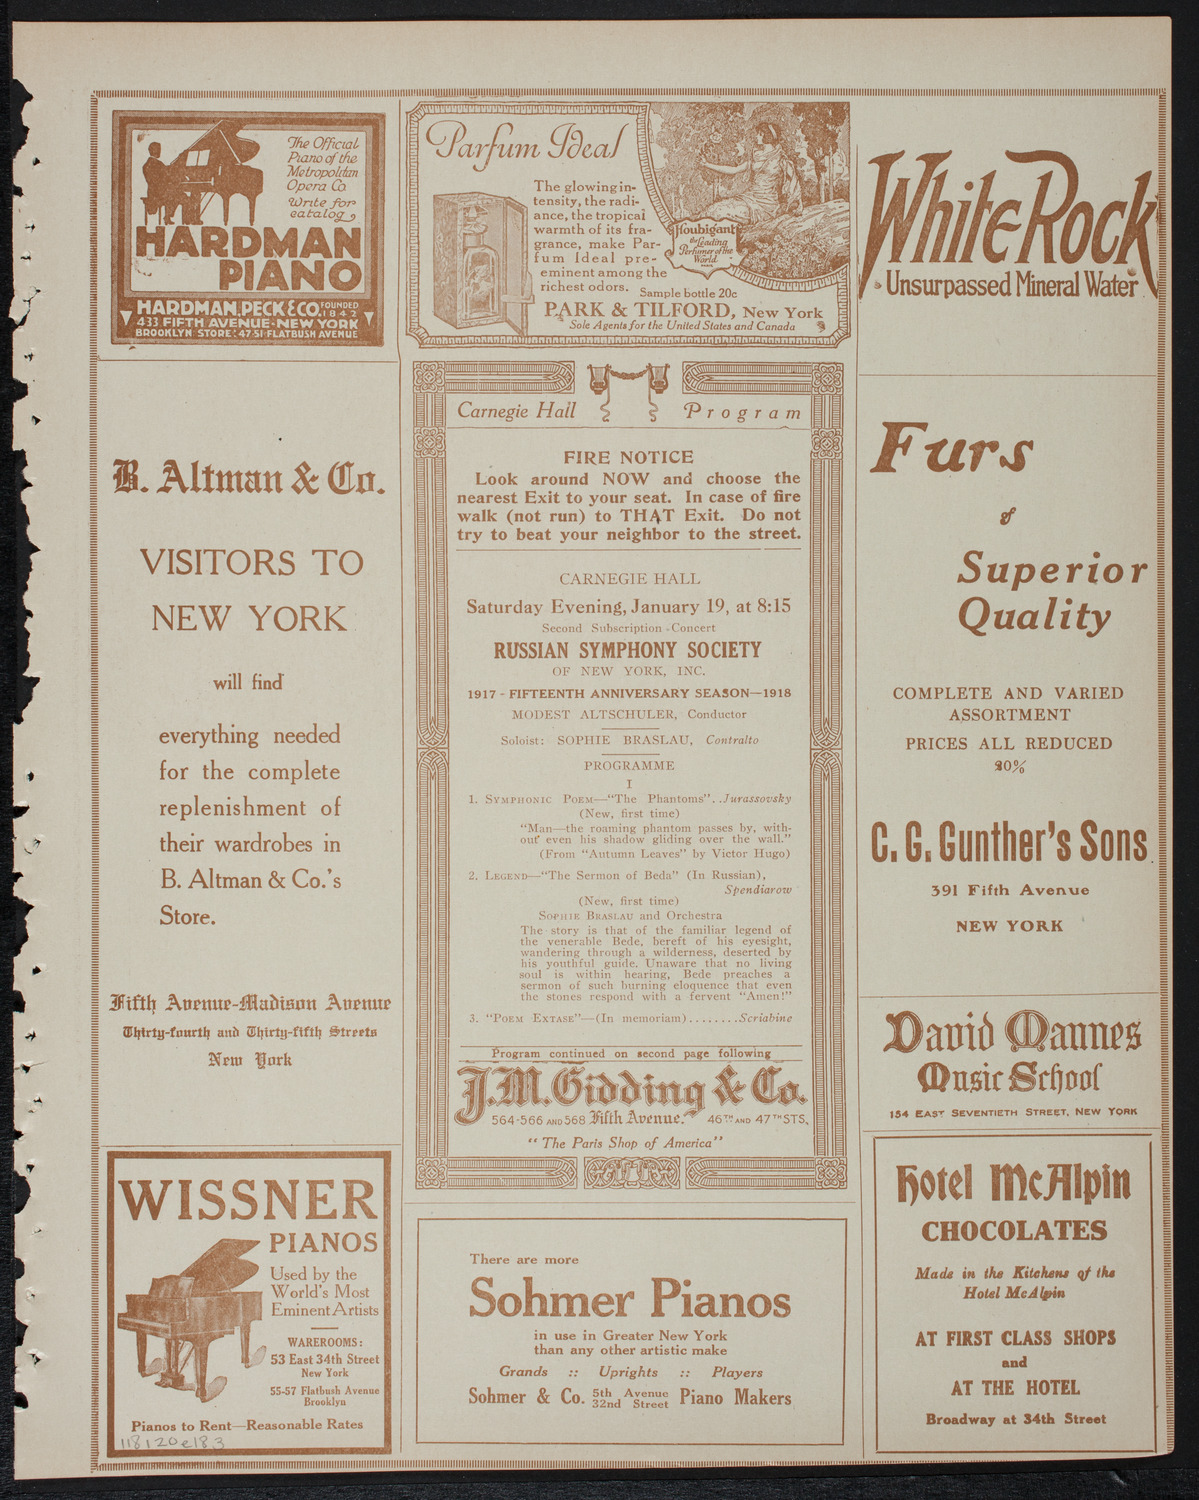 The Official
Piano of the
Metropolitan
Opera Co
Write for
catalog
HARDMAN
PIANO
HARDMAN, PECK & CO. FOUNDED 1842
433 FIFTH AVENUE · NEW YORK
BROOKLYN STORE: 47-51 FLATBUSH AVENUE
B. Altman & Co.
VISITORS TO
NEW YORK
will find
everything needed
for the complete
replenishment of
their wardrobes in
B. Altman & Co.'s
Store.
Fifth Avenue-Madison Avenue
Thirty-fourth and Thirty-fifth Streets
New York
WISSNER
PIANOS
Used by the
World's Most
Eminent Artists
WAREROOMS:
53 East 34th Street
New York
55-57 Flatbush Avenue
Brooklyn
Pianos to Rent—Reasonable Rates
118120e18.3
Parfum Ideal
The glowing in-
tensity, the radi-
ance, the tropical
warmth of its fra-
grance, make Par-
fum Ideal pre-
eminent among the
richest odors.
Houbigant
the Leading
Perfumer of the
World
PARIS
Sample bottle 20c
PARK & TILFORD, New York
Sole Agents for the United States and Canada
Carnegie Hall Program
FIRE NOTICE
Look around NOW and choose the
nearest Exit to your seat. In case of fire
walk (not run) to THAT Exit. Do not
try to beat your neighbor to the street.
CARNEGIE HALL
Saturday Evening, January 19, at 8:15
Second Subscription Concert
RUSSIAN SYMPHONY SOCIETY
OF NEW YORK, INC.
1917 - FIFTEENTH ANNIVERSARY SEASON—1918
MODEST ALTSCHULER, Conductor
Soloist: SOPHIE BRASLAU, Contralto
PROGRAMME
I
1. SYMPHONIC POEM—"The Phantoms"..Jurassovsky
(New, first time)
"Man—the roaming phantom passes by, with-
out even his shadow gliding over the wall."
(From "Autumn Leaves" by Victor Hugo)
2. LEGEND—"The Sermon of Beda" (In Russian),
Spendiarow
(New, first time)
SOPHIE BRASLAU and Orchestra
The story is that of the familiar legend of
the venerable Bede, bereft of his eyesight,
wandering through a wilderness, deserted by
his youthful guide. Unaware that no living
soul is within hearing, Bede preaches a
sermon of such burning eloquence that even
the stones respond with a fervent "Amen!"
3. "POEM EXTASE"—(In memoriam)........Scriabine
Program continued on second page following
J. M. Gidding & Co.
564-566 AND 568 Fifth Avenue. 46TH AND 47TH STS.
"The Paris Shop of America"
There are more
Sohmer Pianos
in use in Greater New York
than any other artistic make
Grands :: Uprights :: Players
Sohmer & Co. 5th Avenue 32nd Street Piano Makers
White Rock
Unsurpassed Mineral Water
Furs
of
Superior
Quality
COMPLETE AND VARIED
ASSORTMENT
PRICES ALL REDUCED
20%
C. G. Gunther's Sons
391 Fifth Avenue
NEW YORK
David Mannes
Music School
154 EAST SEVENTIETH STREET, NEW YORK
Hotel McAlpin
CHOCOLATES
Made in the Kitchens of the
Hotel McAlpin
AT FIRST CLASS SHOPS
and
AT THE HOTEL
Broadway at 34th Street